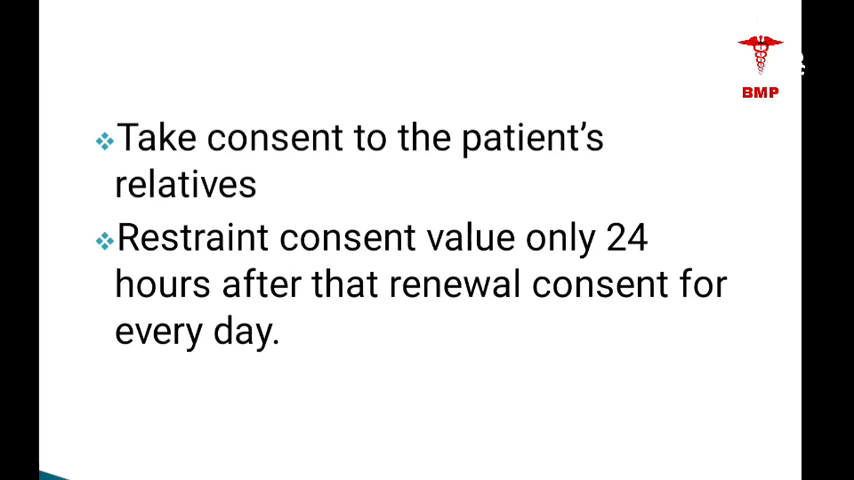 BMP
❖Take consent to the patient’s
relatives
❖Restraint consent value only 24
hours after that renewal consent for
every day.